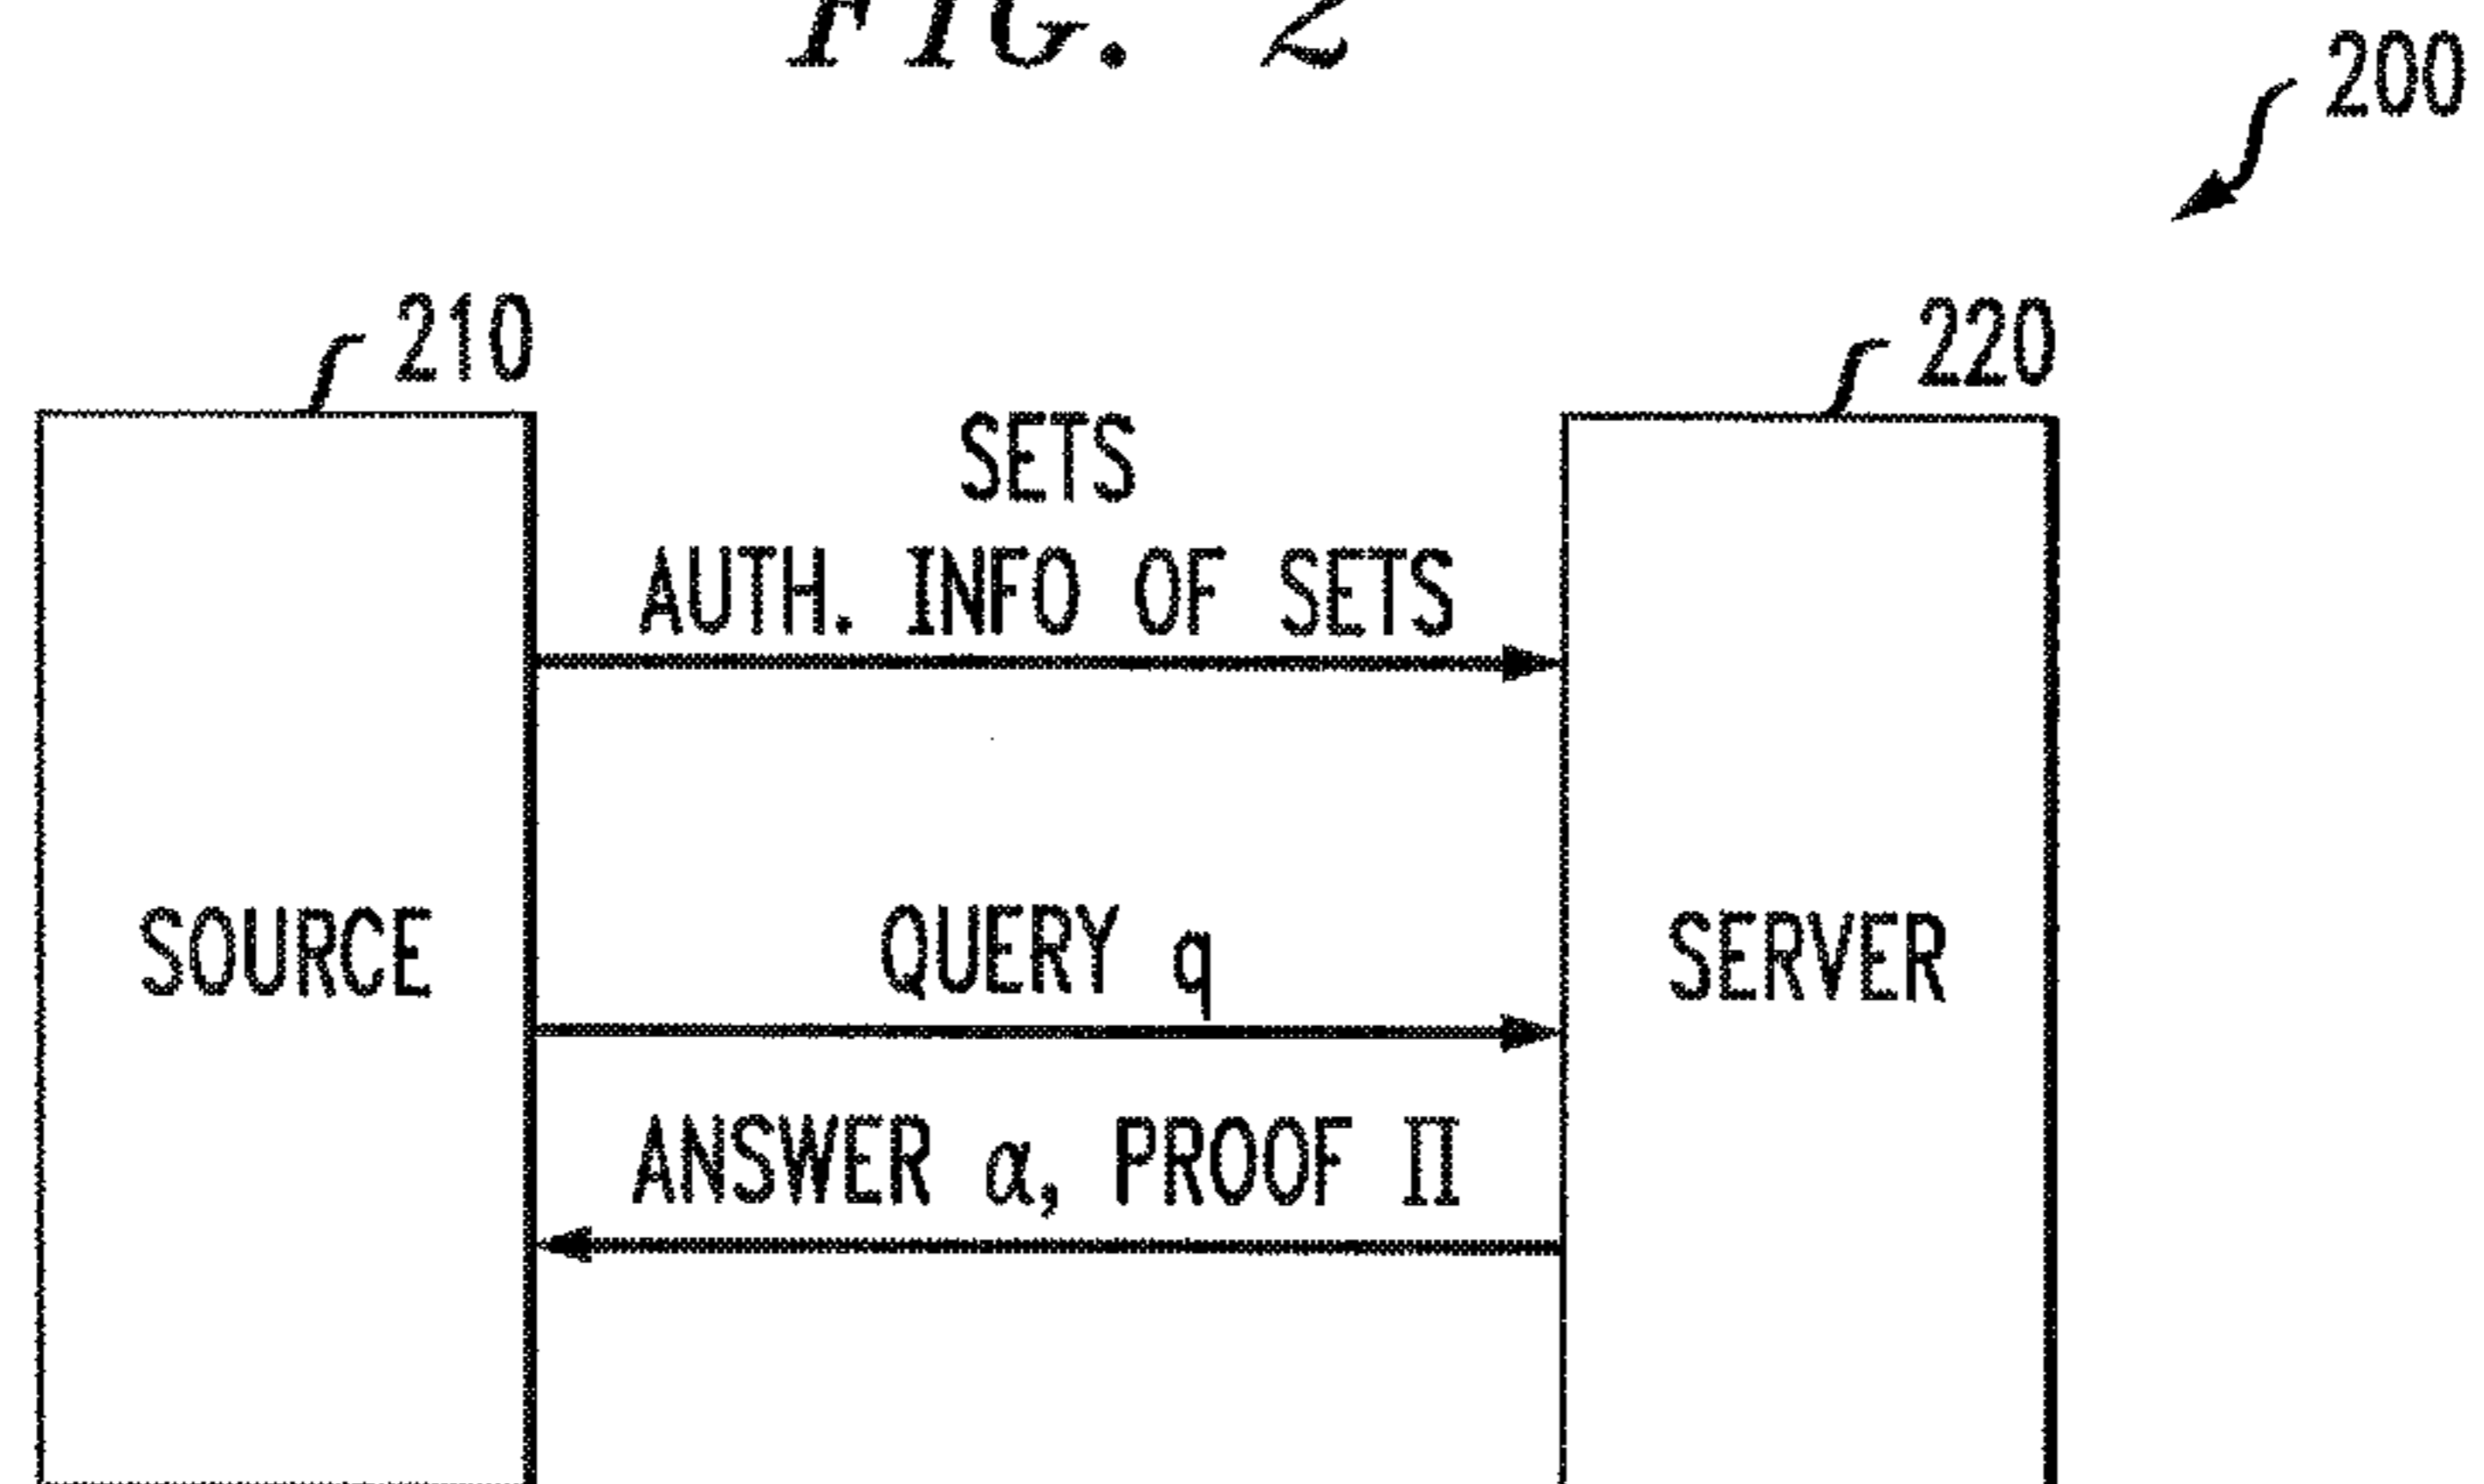 FIG. 2
200
210
220
SETS
AUTH. INFO OF SETS
SOURCE
QUERY q
SERVER
ANSWER α, PROOF Π